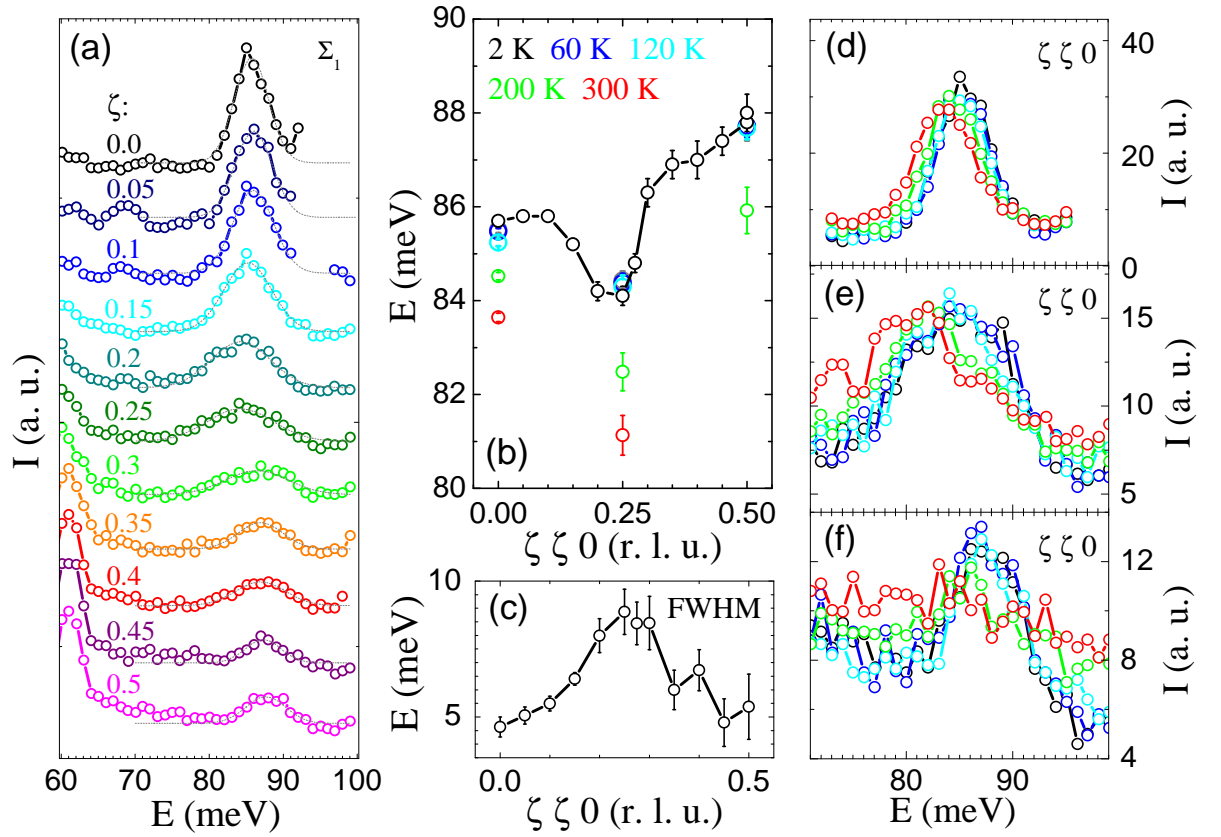 (a)
Σ1
ζ:
0.0
0.05
0.1
0.15
0.2
0.25
0.3
0.35
0.4
0.45
0.5
I (a. u.)
60 70 80 90 100
E (meV)
90
88
86
84
82
80
E (meV)
2 K 60 K 120 K
200 K 300 K
(b)
0.00 0.25 0.50
ζ ζ 0 (r. l. u.)
10
5
E (meV)
(c)
FWHM
0.0 0.5
ζ ζ 0 (r. l. u.)
(d)
ζ ζ 0
40
20
0
I (a. u.)
(e)
ζ ζ 0
15
10
5
I (a. u.)
(f)
ζ ζ 0
12
8
4
I (a. u.)
80 90
E (meV)